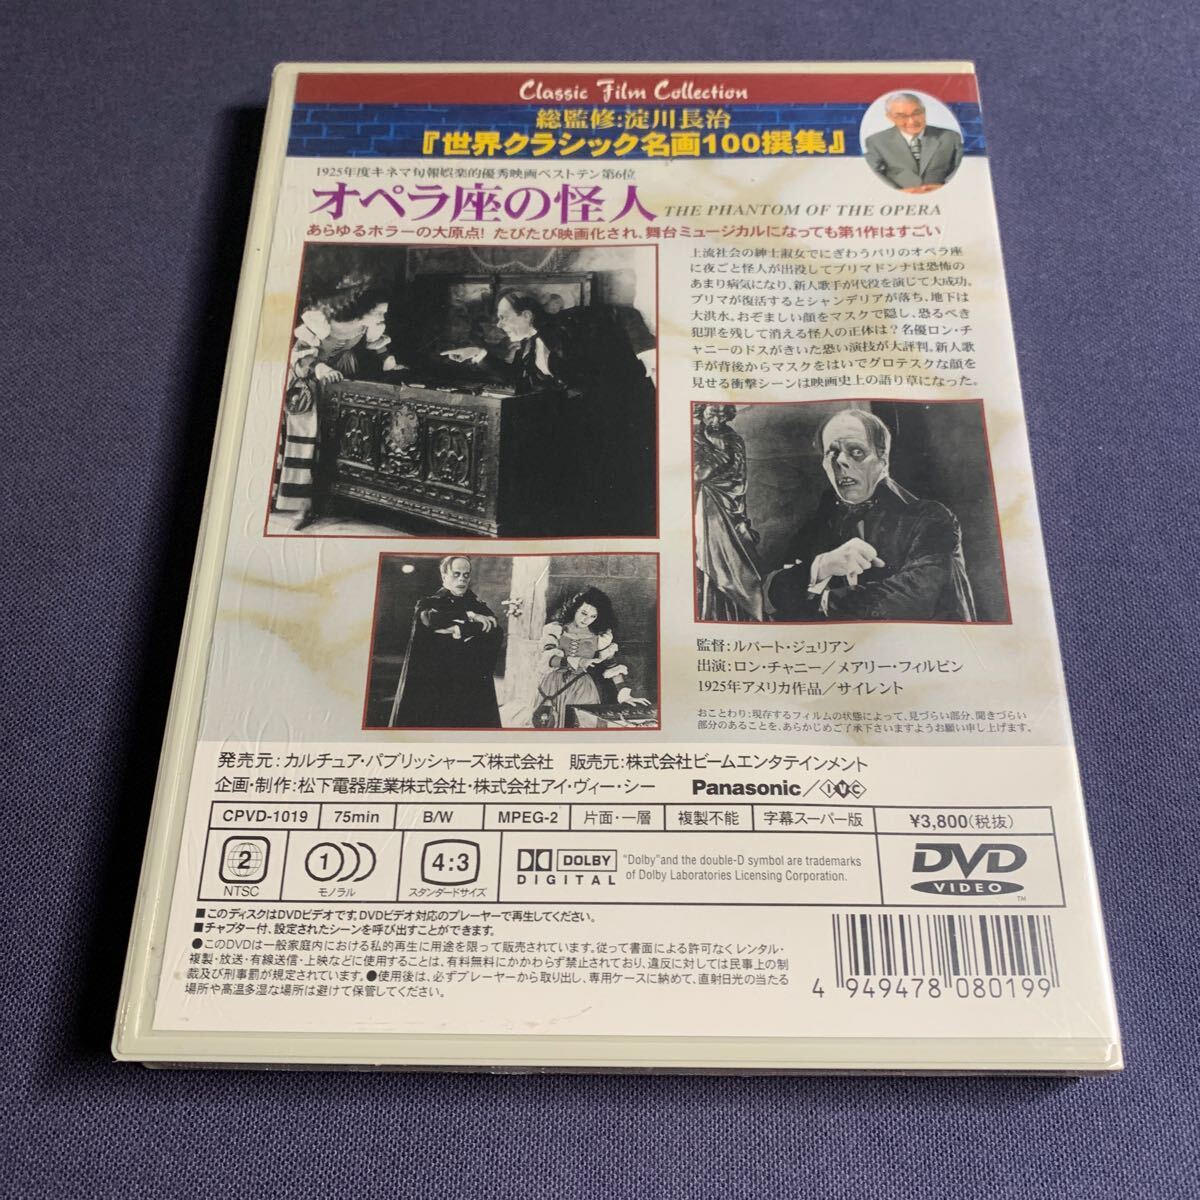 Classic Film Collection
総監修:淀川長治
『世界クラシック名画100撰集』
1925年度キネマ旬報娯楽的優秀映画ベストテン第6位
オペラ座の怪人 THE PHANTOM OF THE OPERA
あらゆるホラーの大原点! たびたび映画化され、舞台ミュージカルになっても第1作はすごい
上流社会の紳士淑女でにぎわうパリのオペラ座
に夜ごと怪人が出没してプリマドンナは恐怖の
あまり病気になり、新人歌手が代役を演じて大成功。
プリマが復活するとシャンデリアが落ち、地下は
大洪水。おぞましい顔をマスクで隠し、恐るべき
犯罪を残して消える怪人の正体は?名優ロン・チ
ャニーのドスがきいた恐い演技が大評判。新人歌
手が背後からマスクをはいでグロテスクな顔を
見せる衝撃シーンは映画史上の語り草になった。
監督:ルパート・ジュリアン
出演:ロン・チャニー/メアリー・フィルビン
1925年アメリカ作品/サイレント
おことわり:現存するフィルムの状態によって、見づらい部分、聞きづらい
部分のあることを、あらかじめご了承下さいますようお願い申し上げます。
発売元:カルチュア・パブリッシャーズ株式会社 販売元:株式会社ビームエンタテインメント
企画・制作:松下電器産業株式会社・株式会社アイ・ヴィー・シー Panasonic/IVC
CPVD-1019 75min B/W MPEG-2 片面・一層 複製不能 字幕スーパー版 ¥3,800(税抜)
2 NTSC
1 モノラル
4:3 スタンダードサイズ
DOLBY DIGITAL
"Dolby"and the double-D symbol are trademarks
of Dolby Laboratories Licensing Corporation.
DVD VIDEO TM
■このディスクはDVDビデオです。DVDビデオ対応のプレーヤーで再生してください。
■チャプター付、設定されたシーンを呼び出すことができます。
●このDVDは一般家庭内における私的再生に用途を限って販売されています。従って書面による許可なくレンタル・
複製・放送・有線送信・上映などに使用することは、有料無料にかかわらず禁止されており、違反に対しては民事上の制
裁及び刑事罰が規定されています。●使用後は、必ずプレーヤーから取り出し、専用ケースに納めて、直射日光の当たる
場所や高温多湿な場所は避けて保管してください。
4 949478 080199